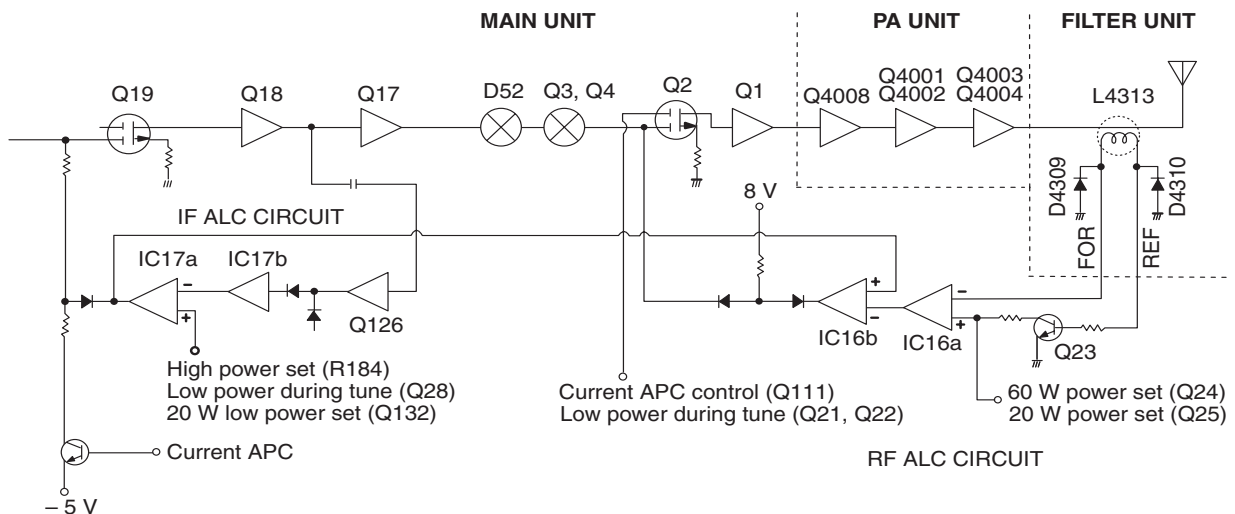 MAIN UNIT
PA UNIT
FILTER UNIT
Q19
Q18
Q17
D52
Q3, Q4
Q2
Q1
Q4008
Q4001
Q4002
Q4003
Q4004
L4313
D4309
D4310
FOR
REF
8 V
IF ALC CIRCUIT
IC17a
IC17b
Q126
–
+
+
–
IC16b
–
+
IC16a
Q23
High power set (R184)
Low power during tune (Q28)
20 W low power set (Q132)
Current APC control (Q111)
Low power during tune (Q21, Q22)
60 W power set (Q24)
20 W power set (Q25)
Current APC
RF ALC CIRCUIT
– 5 V